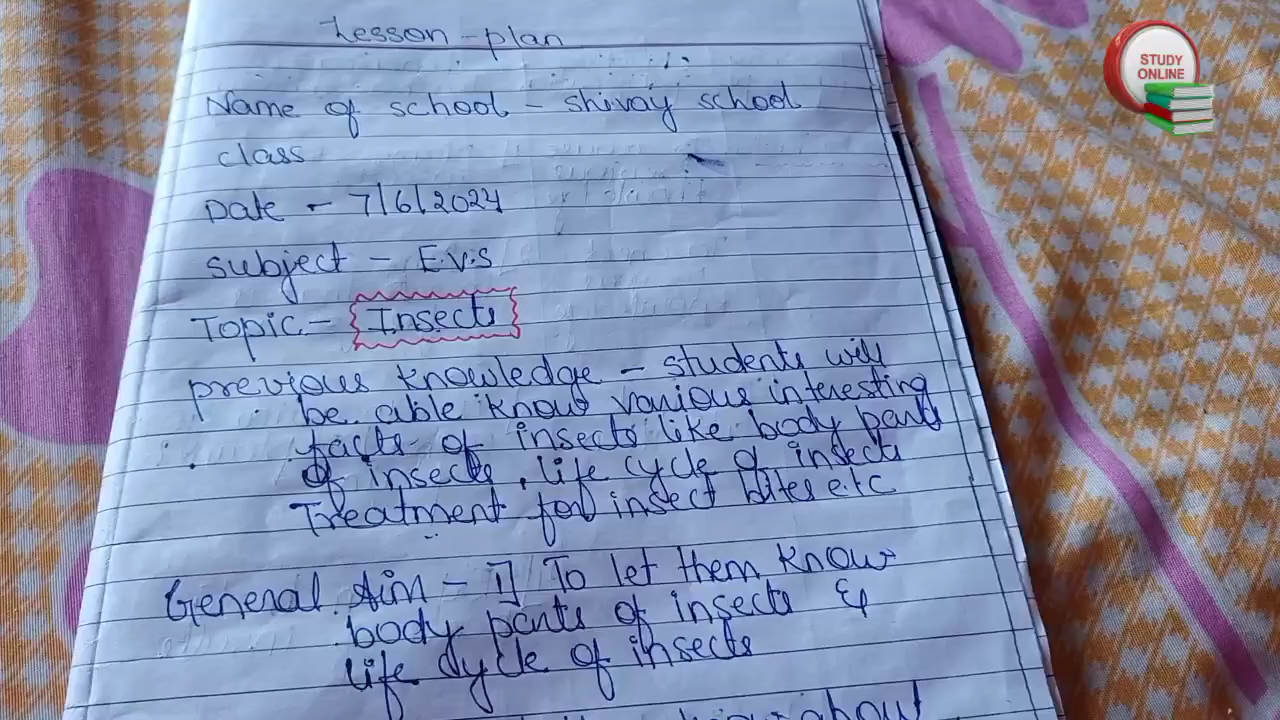 Lesson-plan
STUDY
ONLINE
Name of school - shivay school
class
Date - 7/6/2024
Subject - E.V.S
Topic - Insects
previous knowledge - students will
be able know various interesting
facts of insects like body parts
of insects, life cycle of insects
Treatment for insect bites etc
General Aim - 1] To let them know
body parts of insects &
life cycle of insects
about